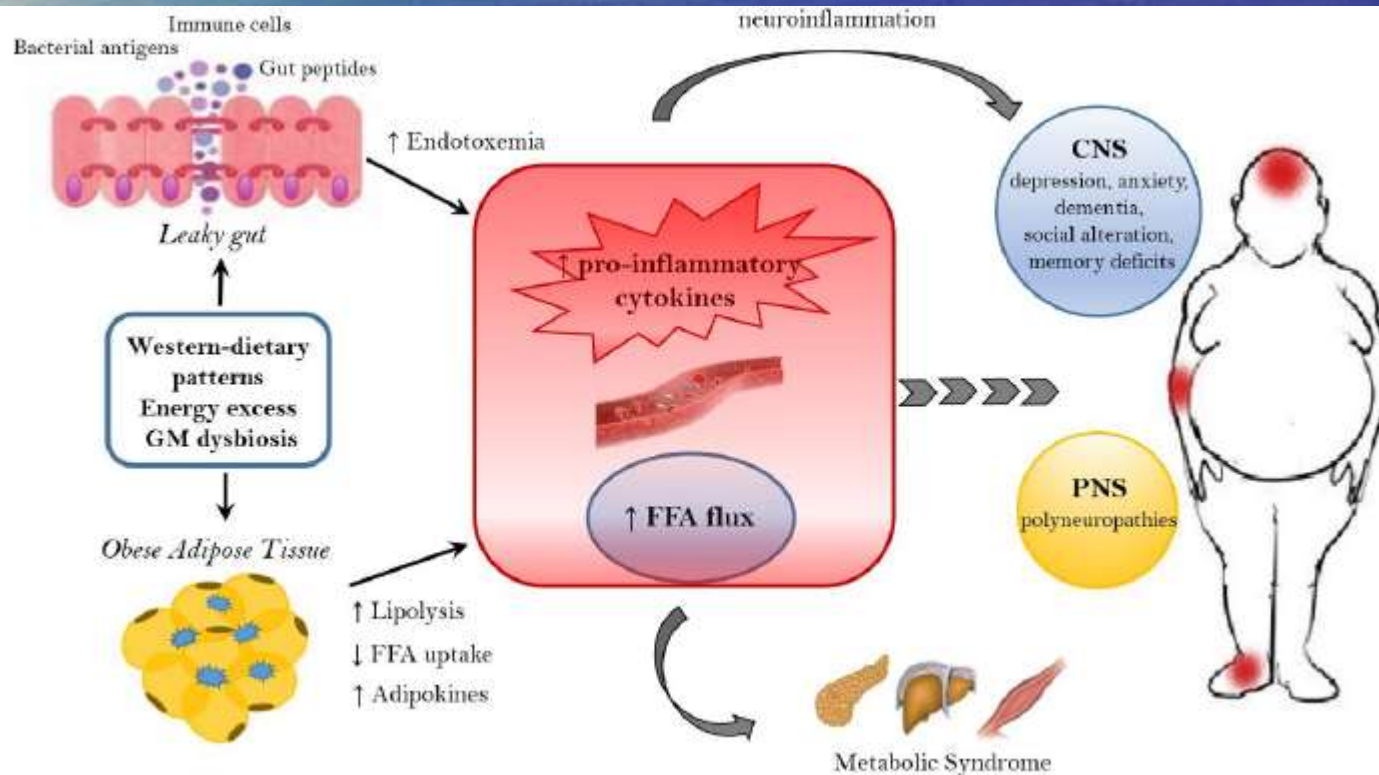 Immune cells
Bacterial antigens
Gut peptides
↑ Endotoxemia
Leaky gut
Western-dietary
patterns
Energy excess
GM dysbiosis
Obese Adipose Tissue
↑ Lipolysis
↓ FFA uptake
↑ Adipokines
↑ pro-inflammatory
cytokines
↑ FFA flux
neuroinflammation
CNS
depression, anxiety,
dementia,
social alteration,
memory deficits
PNS
polyneuropathies
Metabolic Syndrome